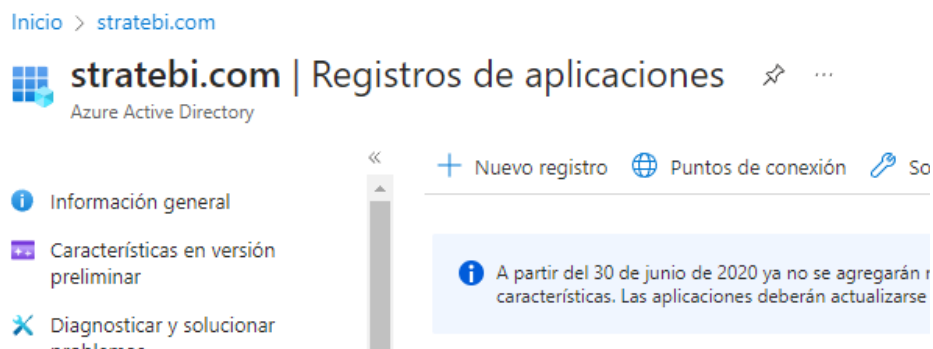 Inicio > stratebi.com
stratebi.com | Registros de aplicaciones
Azure Active Directory
Nuevo registro Puntos de conexión
Información general
Características en versión
preliminar
A partir del 30 de junio de 2020 ya no se agregarán
características. Las aplicaciones deberán actualizarse
Diagnosticar y solucionar
problemas